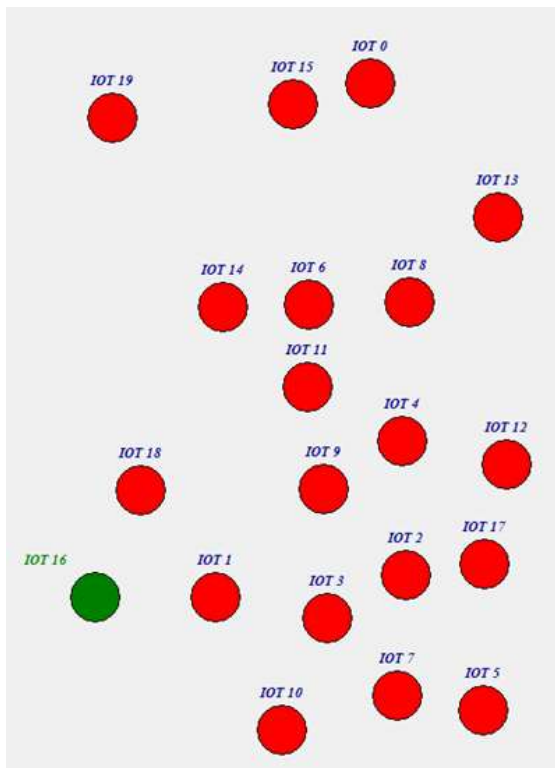 IOT 0
IOT 15
IOT 19
IOT 13
IOT 14
IOT 6
IOT 8
IOT 11
IOT 4
IOT 12
IOT 18
IOT 9
IOT 16
IOT 1
IOT 2
IOT 17
IOT 3
IOT 7
IOT 5
IOT 10